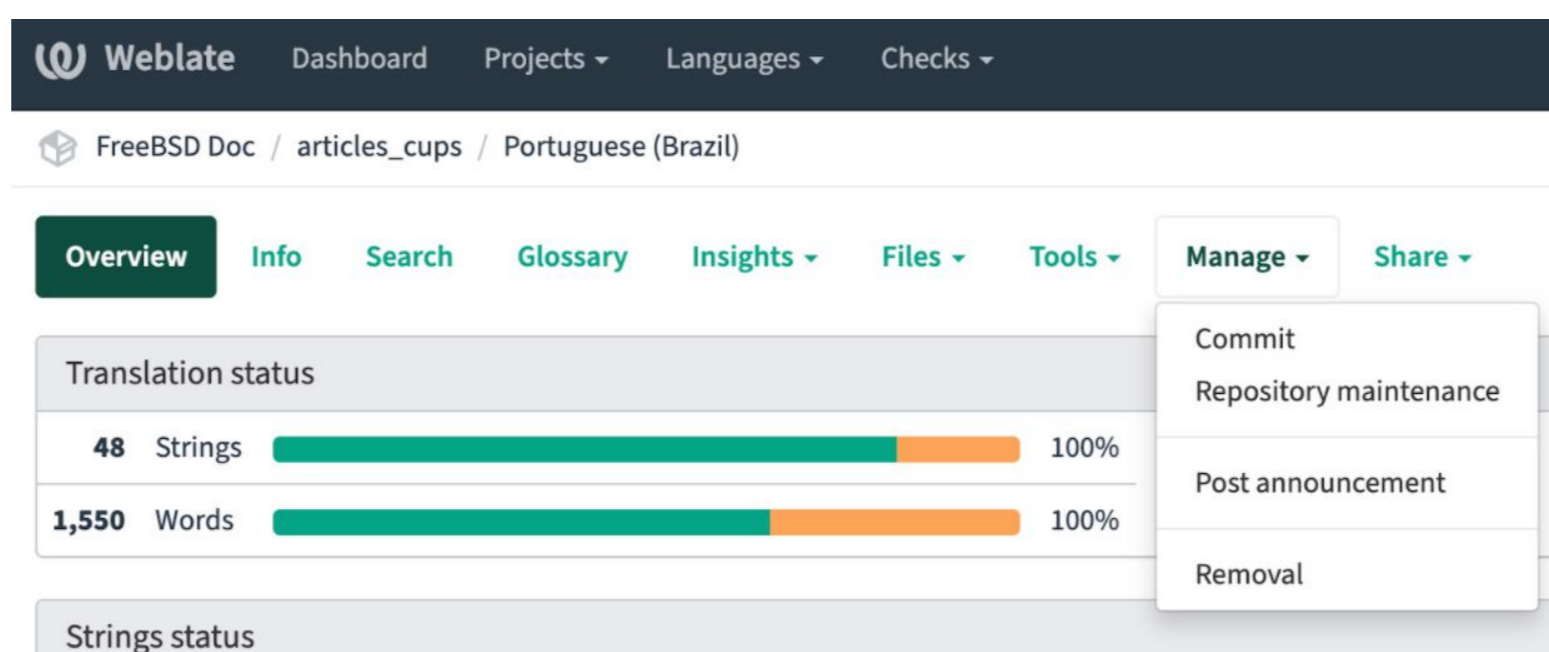 Weblate Dashboard Projects Languages Checks
FreeBSD Doc / articles_cups / Portuguese (Brazil)
Overview Info Search Glossary Insights Files Tools Manage Share
Commit
Repository maintenance
Post announcement
Removal
Translation status
48 Strings 100%
1,550 Words 100%
Strings status